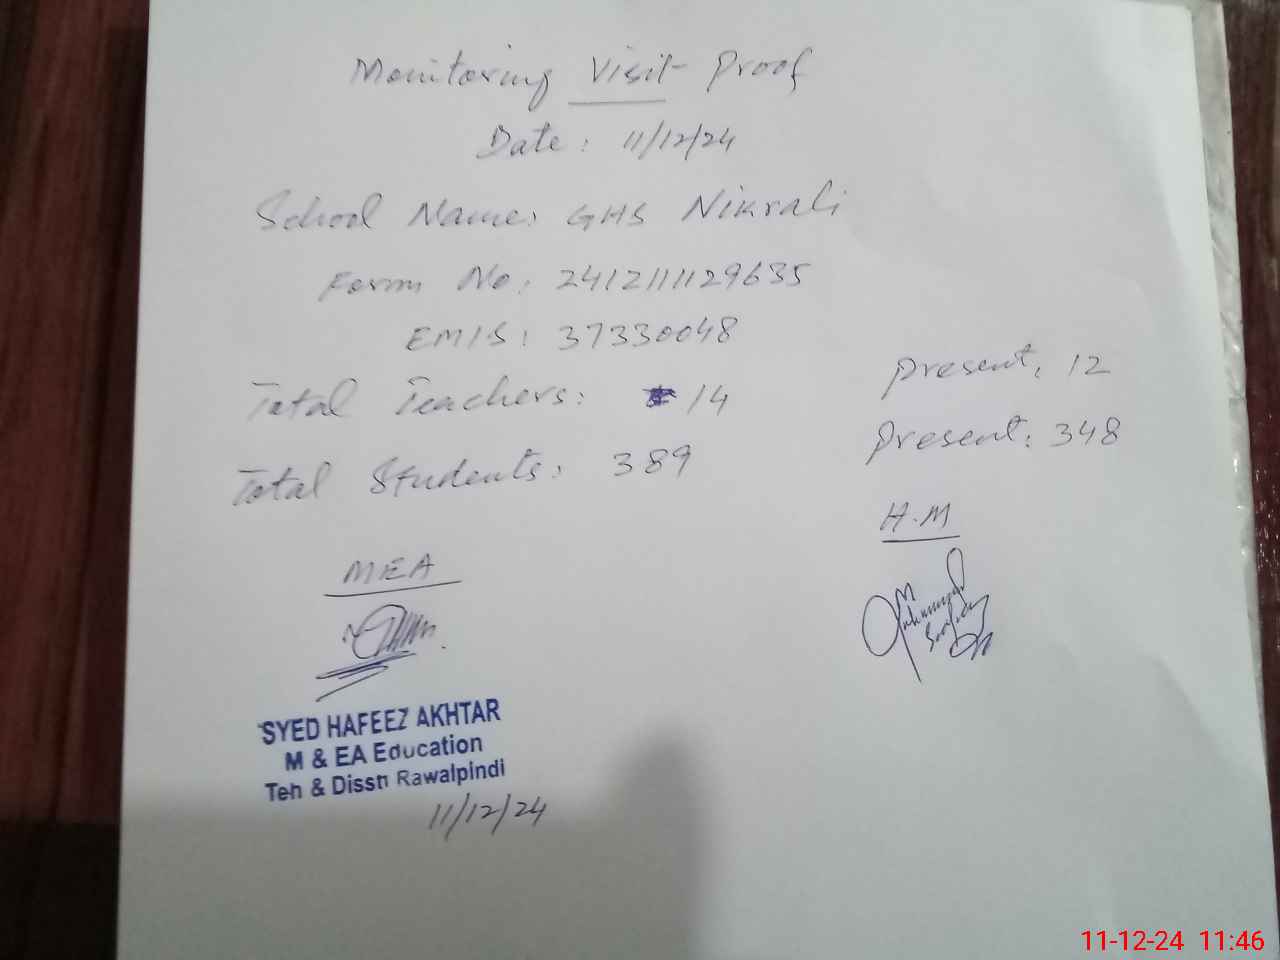 Monitoring Visit Proof
Date: 11/12/24
School Name: GHS Nikrali
Form No: 2412111129635
EMIS: 37330048
Total Teachers: 14 Present: 12
Total Students: 389 Present: 348
MEA
H.M
Muhammad
SYED HAFEEZ AKHTAR
M & EA Education
Teh & Disstt Rawalpindi
11/12/24
11-12-24 11:46